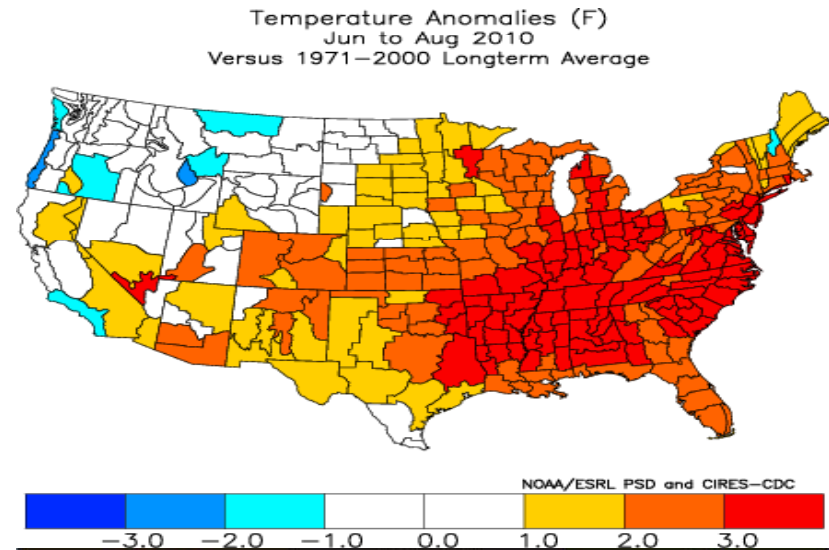 Temperature Anomalies (F)
Jun to Aug 2010
Versus 1971−2000 Longterm Average
NOAA/ESRL PSD and CIRES−CDC
−3.0 −2.0 −1.0 0.0 1.0 2.0 3.0